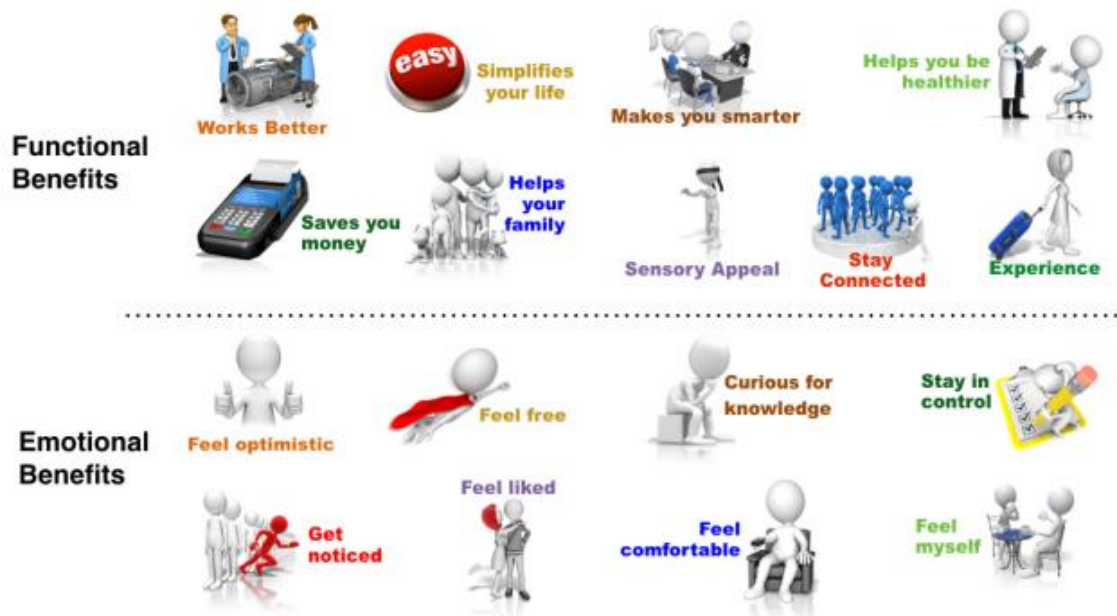 easy
Simplifies
your life
Helps you be
healthier
Works Better
Makes you smarter
Functional
Benefits
Saves you
money
Helps
your
family
Sensory Appeal
Stay
Connected
Experience
Feel optimistic
Feel free
Curious for
knowledge
Stay in
control
Emotional
Benefits
Get
noticed
Feel liked
Feel
comfortable
Feel
myself